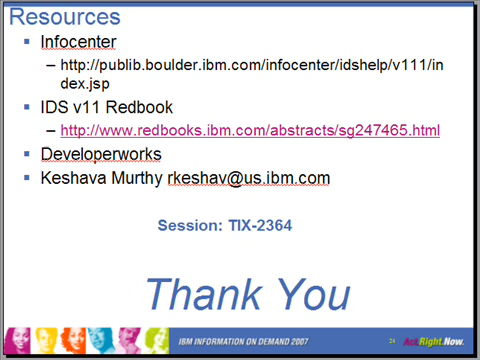 Resources
Infocenter
– http://publib.boulder.ibm.com/infocenter/idshelp/v111/in
dex.jsp
IDS v11 Redbook
– http://www.redbooks.ibm.com/abstracts/sg247465.html
Developerworks
Keshava Murthy rkeshav@us.ibm.com
Session: TIX-2364
Thank You
IBM INFORMATION ON DEMAND 2007
24
Act.Right.Now.